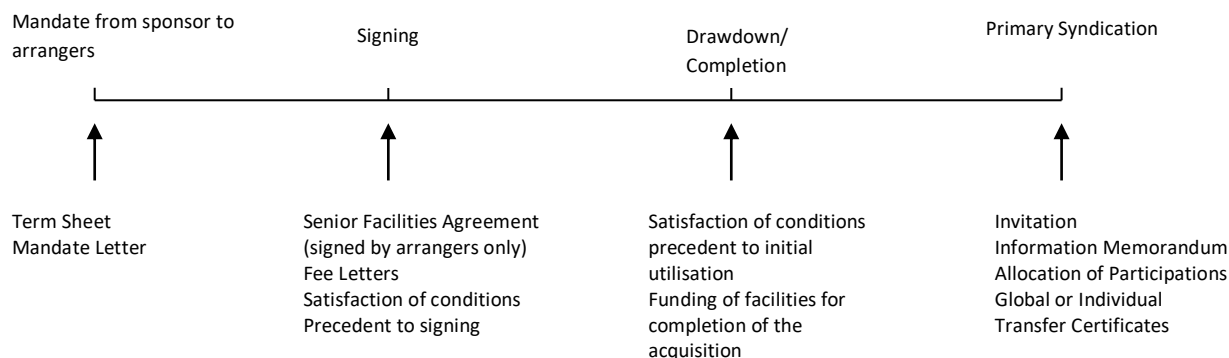 Mandate from sponsor to
arrangers
Signing
Drawdown/
Completion
Primary Syndication
Term Sheet
Mandate Letter
Senior Facilities Agreement
(signed by arrangers only)
Fee Letters
Satisfaction of conditions
Precedent to signing
Satisfaction of conditions
precedent to initial
utilisation
Funding of facilities for
completion of the
acquisition
Invitation
Information Memorandum
Allocation of Participations
Global or Individual
Transfer Certificates